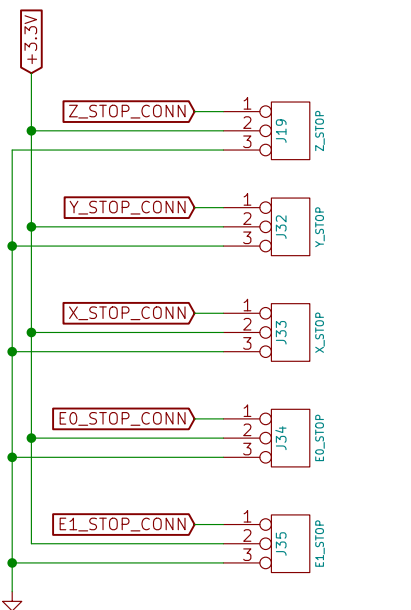 +3.3V
Z_STOP_CONN
1
2
3
J19
Z_STOP
Y_STOP_CONN
1
2
3
J32
Y_STOP
X_STOP_CONN
1
2
3
J33
X_STOP
E0_STOP_CONN
1
2
3
J34
E0_STOP
E1_STOP_CONN
1
2
3
J35
E1_STOP